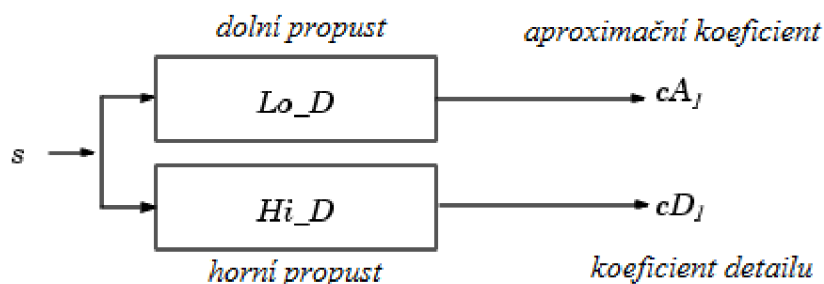 dolní propust
aproximační koeficient
Lo_D
cA₁
s
Hi_D
cD₁
horní propust
koeficient detailu